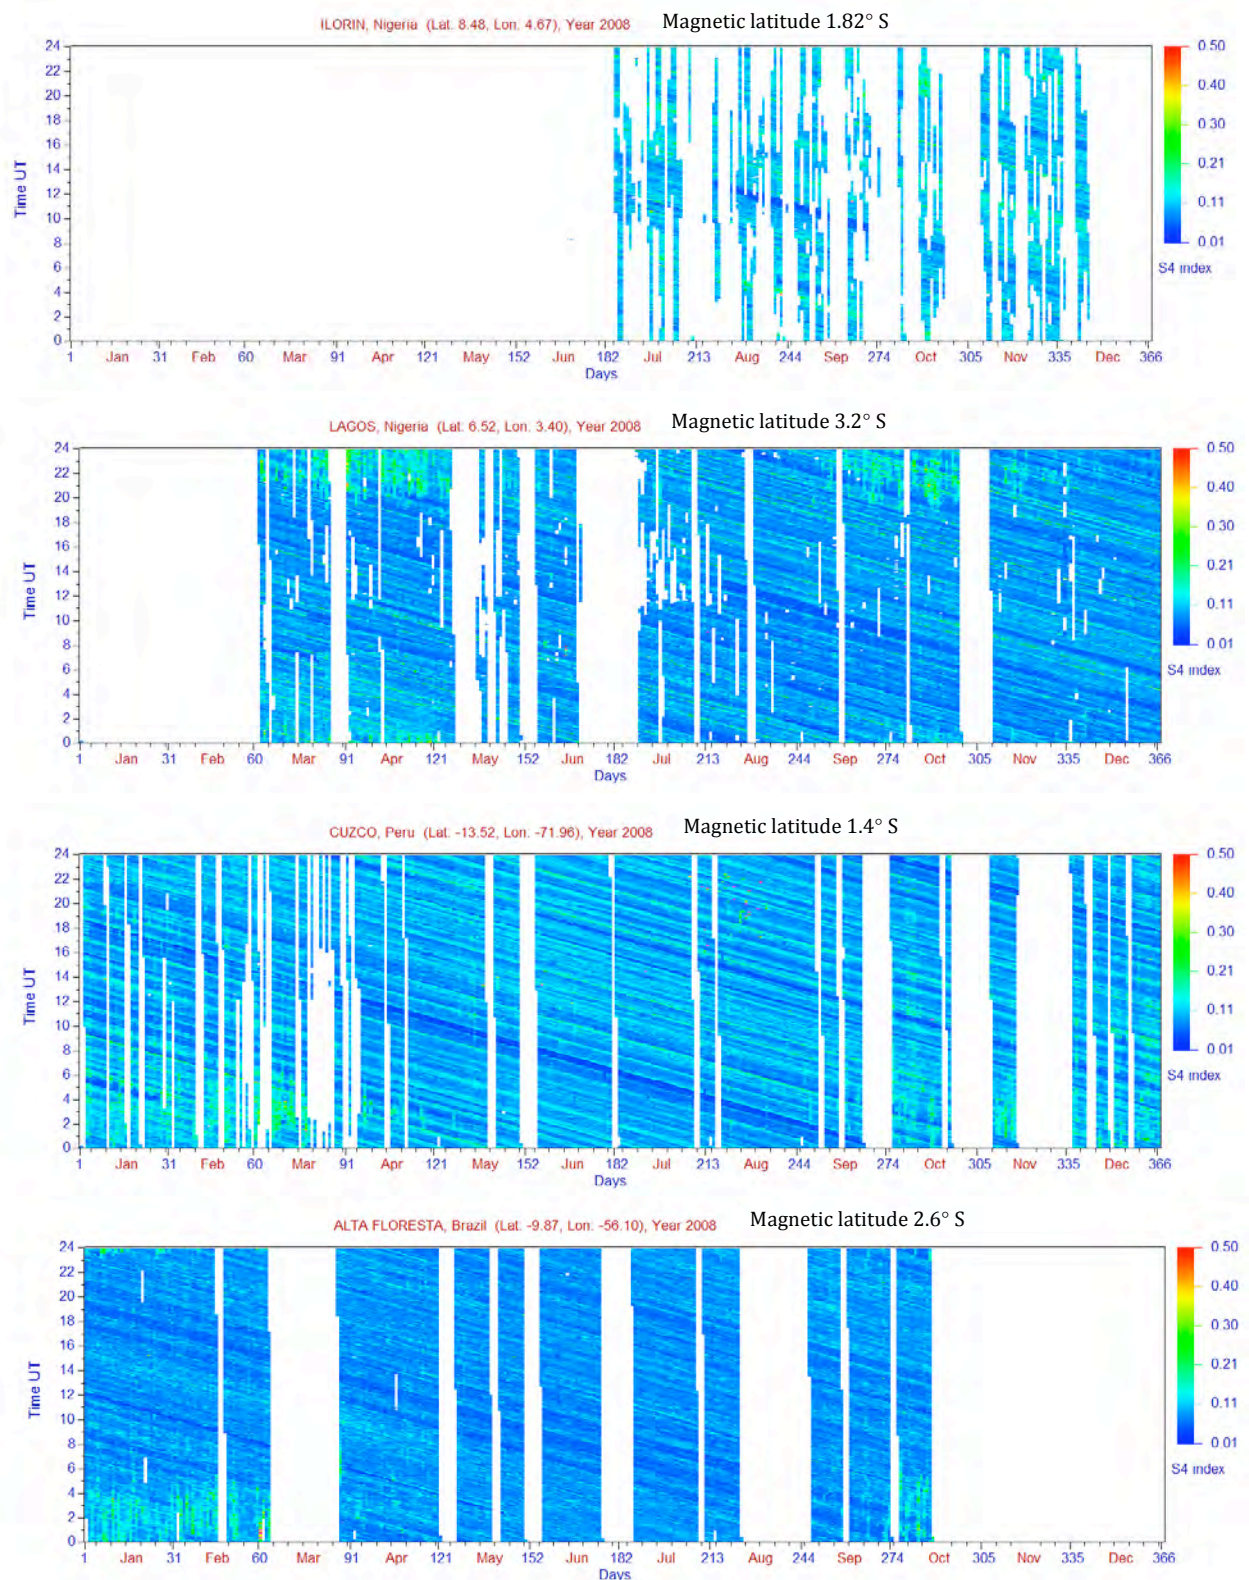 ILORIN, Nigeria (Lat: 8.48, Lon: 4.67), Year 2008 Magnetic latitude 1.82° S
24 22 20 18 16 14 12 10 8 6 4 2 0
Time UT
0.50 0.40 0.30 0.21 0.11 0.01
S4 index
1 Jan 31 Feb 60 Mar 91 Apr 121 May 152 Jun 182 Jul 213 Aug 244 Sep 274 Oct 305 Nov 335 Dec 366
Days
LAGOS, Nigeria (Lat: 6.52, Lon: 3.40), Year 2008 Magnetic latitude 3.2° S
24 22 20 18 16 14 12 10 8 6 4 2 0
Time UT
0.50 0.40 0.30 0.21 0.11 0.01
S4 index
1 Jan 31 Feb 60 Mar 91 Apr 121 May 152 Jun 182 Jul 213 Aug 244 Sep 274 Oct 305 Nov 335 Dec 366
Days
CUZCO, Peru (Lat: -13.52, Lon: -71.96), Year 2008 Magnetic latitude 1.4° S
24 22 20 18 16 14 12 10 8 6 4 2 0
Time UT
0.50 0.40 0.30 0.21 0.11 0.01
S4 index
1 Jan 31 Feb 60 Mar 91 Apr 121 May 152 Jun 182 Jul 213 Aug 244 Sep 274 Oct 305 Nov 335 Dec 366
Days
ALTA FLORESTA, Brazil (Lat: -9.87, Lon: -56.10), Year 2008 Magnetic latitude 2.6° S
24 22 20 18 16 14 12 10 8 6 4 2 0
Time UT
0.50 0.40 0.30 0.21 0.11 0.01
S4 index
1 Jan 31 Feb 60 Mar 91 Apr 121 May 152 Jun 182 Jul 213 Aug 244 Sep 274 Oct 305 Nov 335 Dec 366
Days